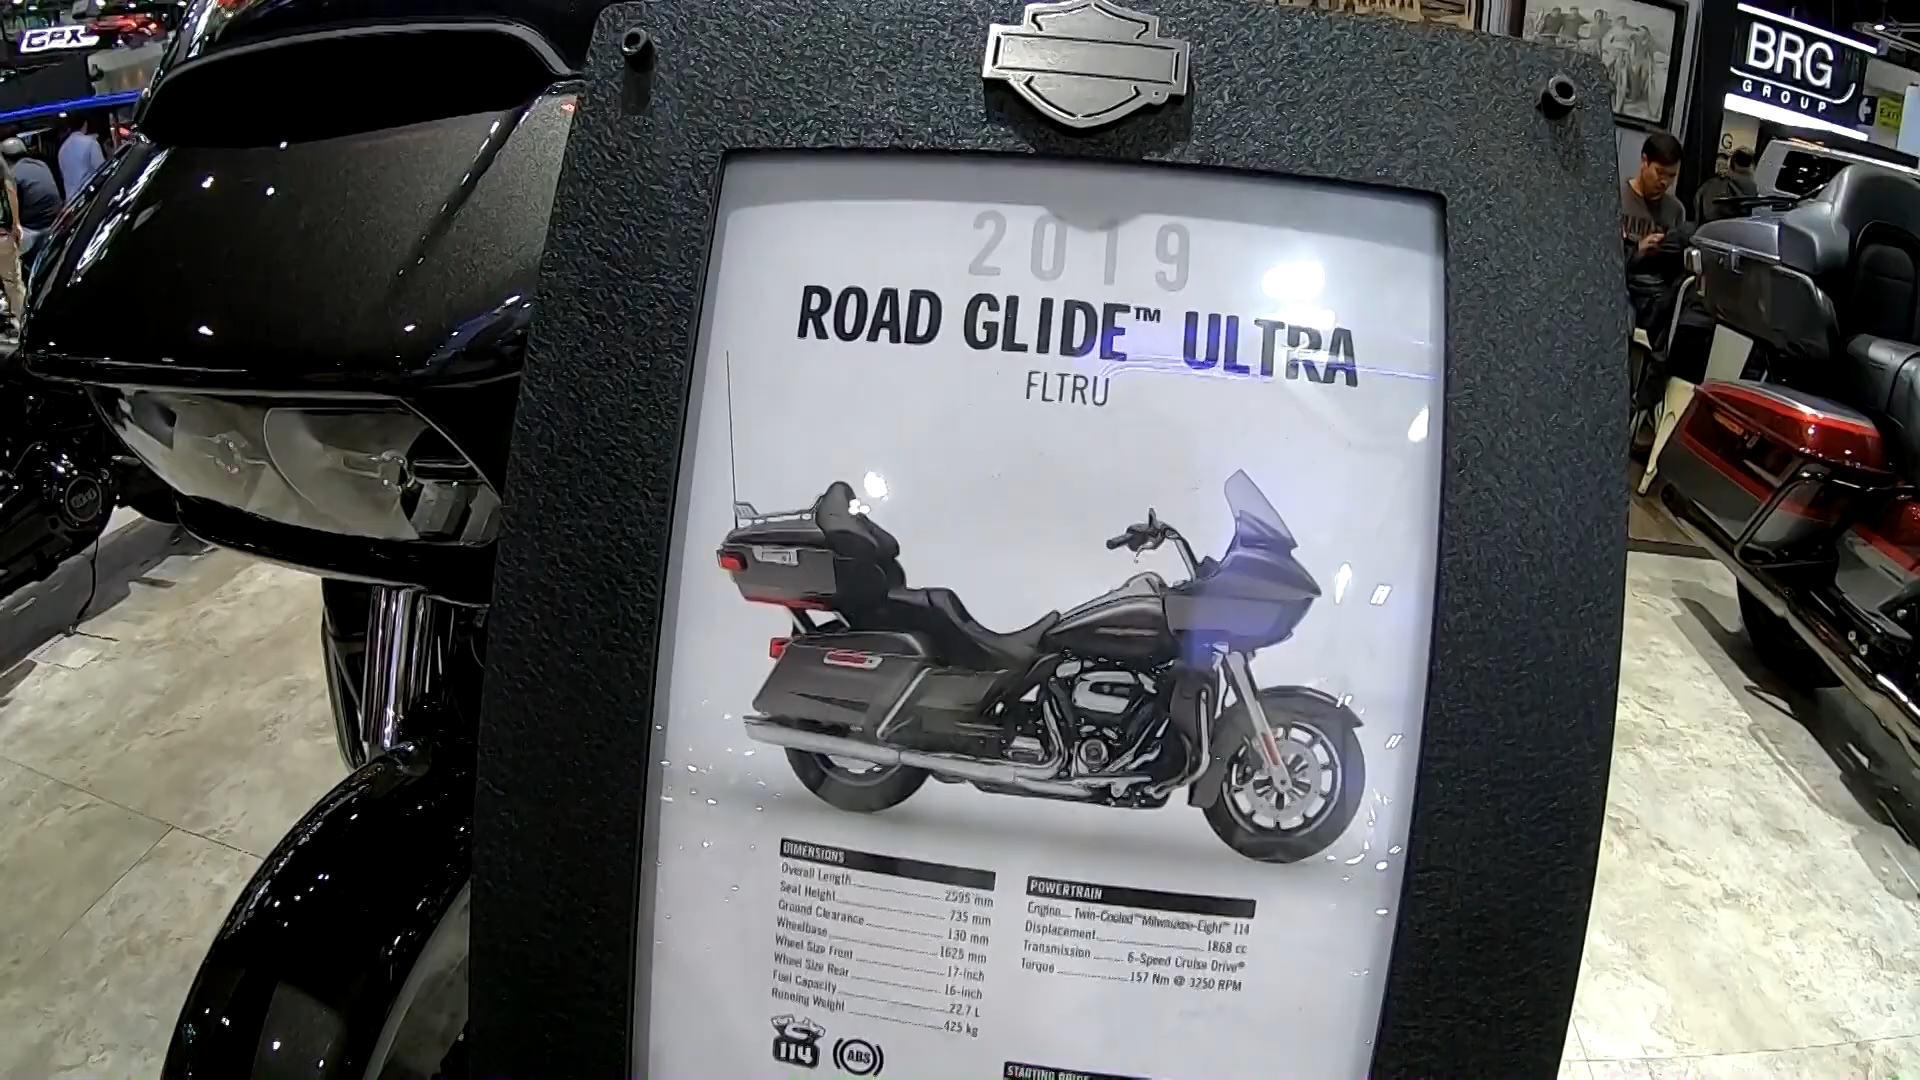 GPX
BRG
GROUP
2019
ROAD GLIDE™ ULTRA
FLTRU
DIMENSIONS
Overall Length 2595 mm
Seat Height 735 mm
Ground Clearance 130 mm
Wheelbase 1625 mm
Wheel Size Front 17-inch
Wheel Size Rear 16-inch
Fuel Capacity 22.7 L
Running Weight 425 kg
114
ABS
POWERTRAIN
Engine Twin-Cooled™ Milwaukee-Eight™ 114
Displacement 1868 cc
Transmission 6-Speed Cruise Drive®
Torque 157 Nm @ 3250 RPM
STARTING PRICE